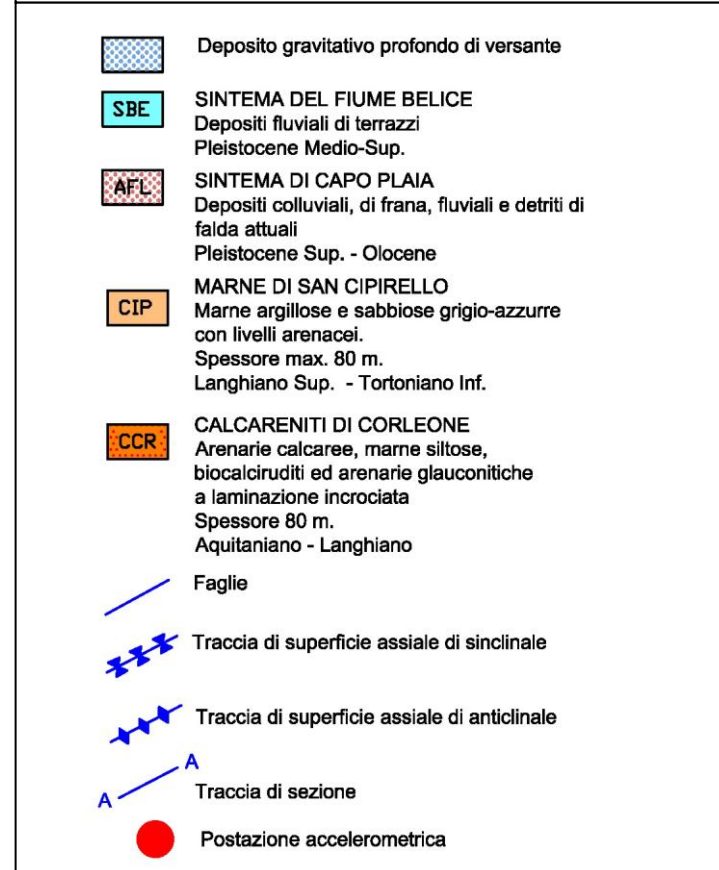 Deposito gravitativo profondo di versante
SBE
SINTEMA DEL FIUME BELICE
Depositi fluviali di terrazzi
Pleistocene Medio-Sup.
AFL
SINTEMA DI CAPO PLAIA
Depositi colluviali, di frana, fluviali e detriti di
falda attuali
Pleistocene Sup. - Olocene
CIP
MARNE DI SAN CIPIRELLO
Marne argillose e sabbiose grigio-azzurre
con livelli arenacei.
Spessore max. 80 m.
Langhiano Sup. - Tortoniano Inf.
CCR
CALCARENITI DI CORLEONE
Arenarie calcaree, marne siltose,
biocalciruditi ed arenarie glauconitiche
a laminazione incrociata
Spessore 80 m.
Aquitaniano - Langhiano
Faglie
Traccia di superficie assiale di sinclinale
Traccia di superficie assiale di anticlinale
A A
Traccia di sezione
Postazione accelerometrica